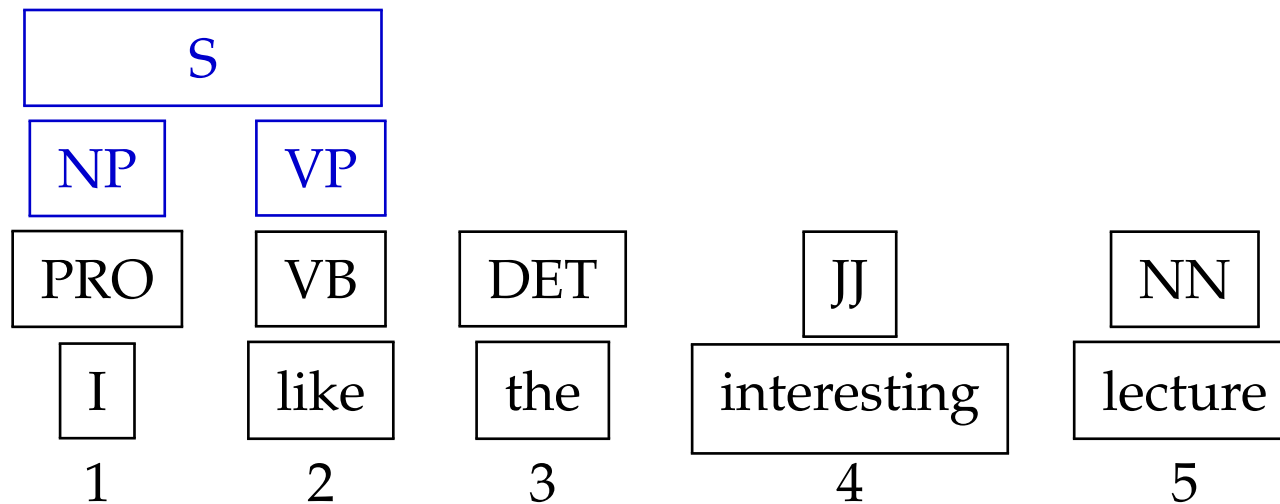 S
NP VP
PRO VB DET JJ NN
I like the interesting lecture
1 2 3 4 5